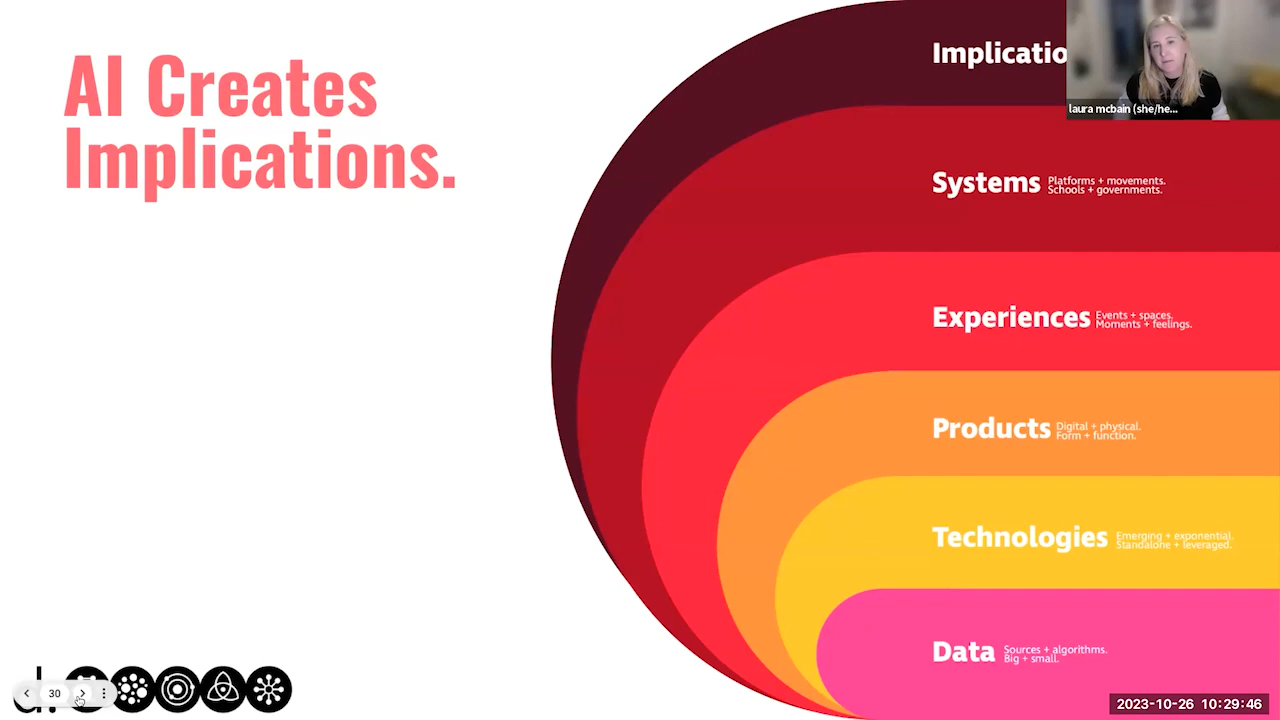 AI Creates
Implications.
Implicatio
laura mcbain (she/he...
Systems
Platforms + movements.
Schools + governments.
Experiences
Events + spaces.
Moments + feelings.
Products
Digital + physical.
Form + function.
Technologies
Emerging + exponential.
Standalone + leveraged.
Data
Sources + algorithms.
Big + small.
d.
30
2023-10-26 10:29:46